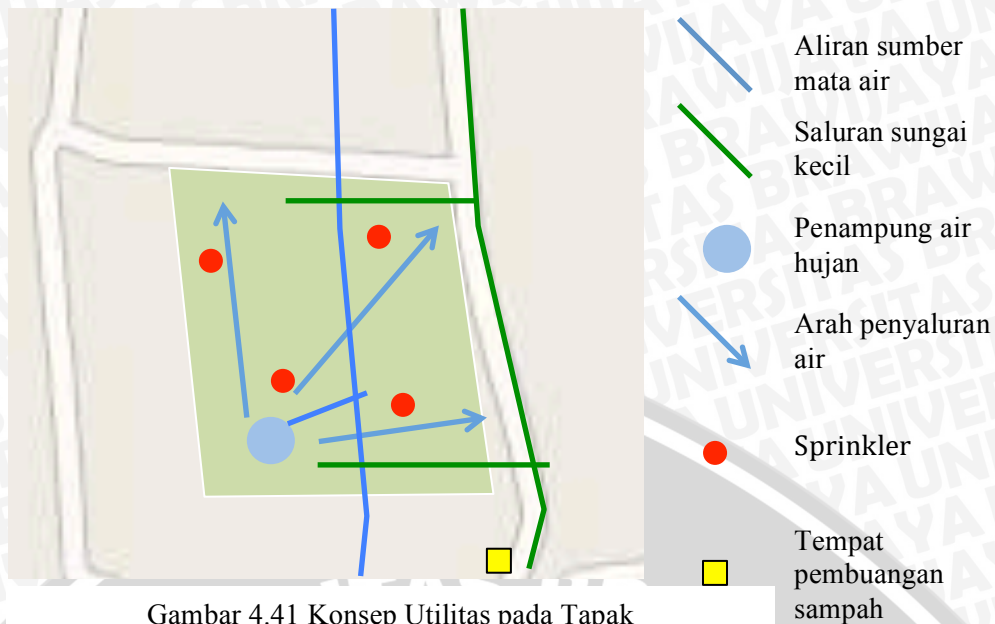 Aliran sumber
mata air
Saluran sungai
kecil
Penampung air
hujan
Arah penyaluran
air
Sprinkler
Tempat
pembuangan
sampah
Gambar 4.41 Konsep Utilitas pada Tapak